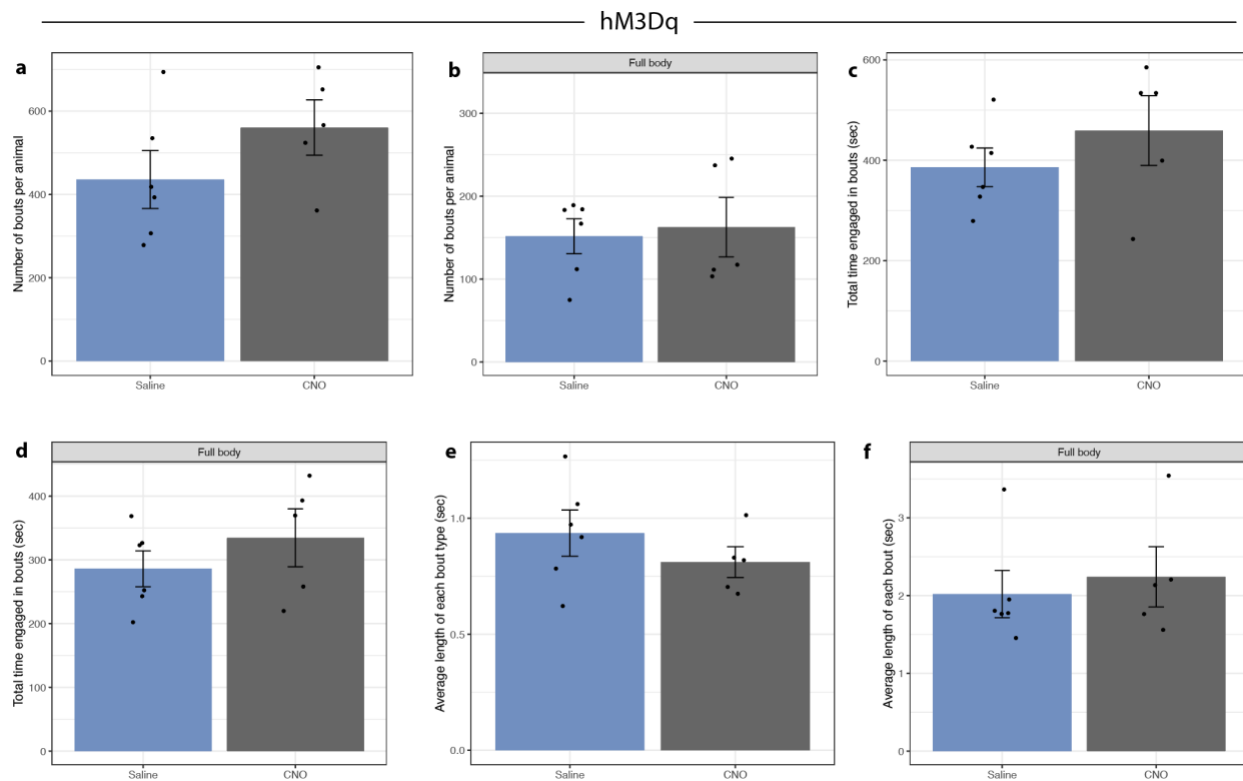 hM3Dq
a
Number of bouts per animal
600
400
200
0
Saline
CNO
b
Full body
Number of bouts per animal
300
200
100
0
Saline
CNO
c
Total time engaged in bouts (sec)
600
400
200
0
Saline
CNO
d
Full body
Total time engaged in bouts (sec)
400
300
200
100
0
Saline
CNO
e
Average length of each bout type (sec)
1.0
0.5
0.0
Saline
CNO
f
Full body
Average length of each bout (sec)
3
2
1
0
Saline
CNO